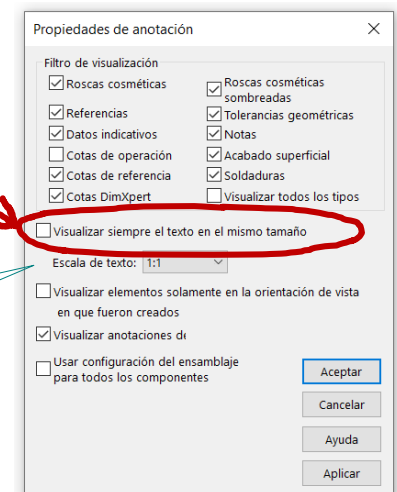 Propiedades de anotación
Filtro de visualización
Roscas cosméticas
Roscas cosméticas
sombreadas
Referencias
Tolerancias geométricas
Datos indicativos
Notas
Cotas de operación
Acabado superficial
Cotas de referencia
Soldaduras
Cotas DimXpert
Visualizar todos los tipos
Visualizar siempre el texto en el mismo tamaño
Escala de texto: 1:1
Visualizar elementos solamente en la orientación de vista
en que fueron creados
Visualizar anotaciones de
Usar configuración del ensamblaje
para todos los componentes
Aceptar
Cancelar
Ayuda
Aplicar